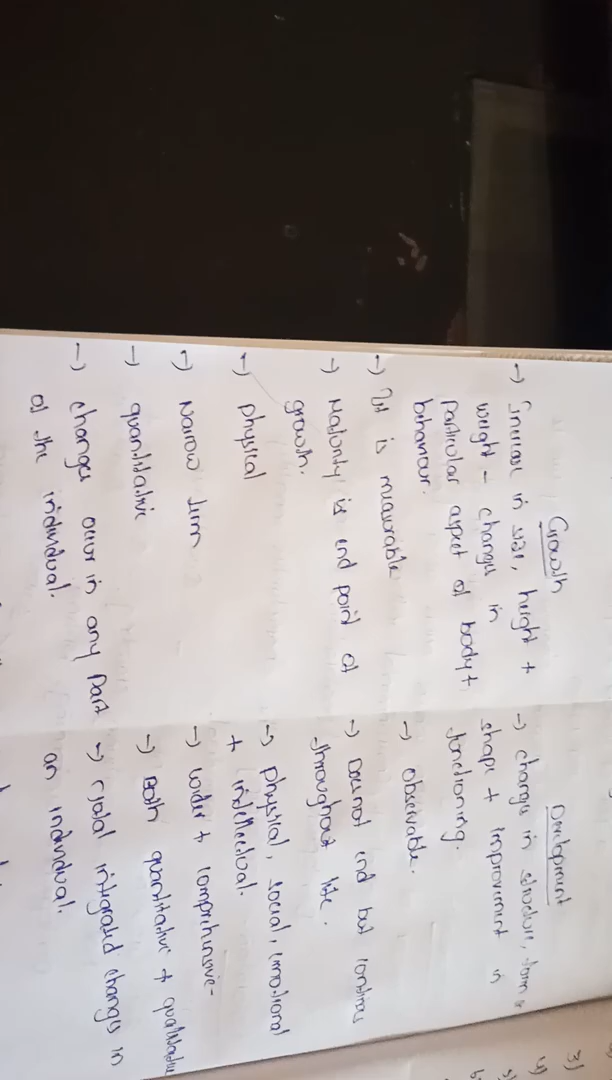 Growth
→ Increase in size, height +
weight - changes in
particular aspect of body +
behaviour.
→ It is measurable
→ Maturity is end point of
growth.
→ physical
→ Narrow term
→ quantitative
→ changes occur in any part
of the individual.
Development
→ changes in structure, form &
shape + improvement in
functioning.
→ observable.
→ Does not end but continous
throughout life.
→ physical, social, emotional
+ intellectual.
→ wider + comprehensive-
→ Both quantitative + qualitative
→ Total integrated changes in
an individual.
3)
4)